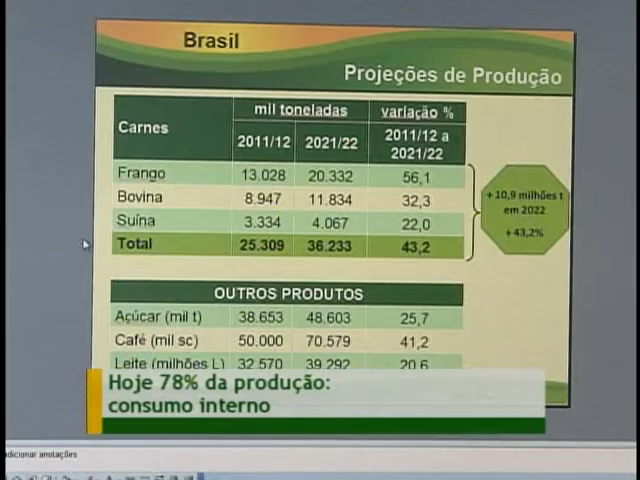 Brasil
Projeções de Produção
Carnes mil toneladas variação %
2011/12 2021/22 2011/12 a 2021/22
Frango 13.028 20.332 56,1
Bovina 8.947 11.834 32,3
Suína 3.334 4.067 22,0
Total 25.309 36.233 43,2
+ 10,9 milhões t
em 2022
+43,2%
OUTROS PRODUTOS
Açúcar (mil t) 38.653 48.603 25,7
Café (mil sc) 50.000 70.579 41,2
Leite (milhões L) 32.570 39.292 20,6
Hoje 78% da produção:
consumo interno
adicionar anotações